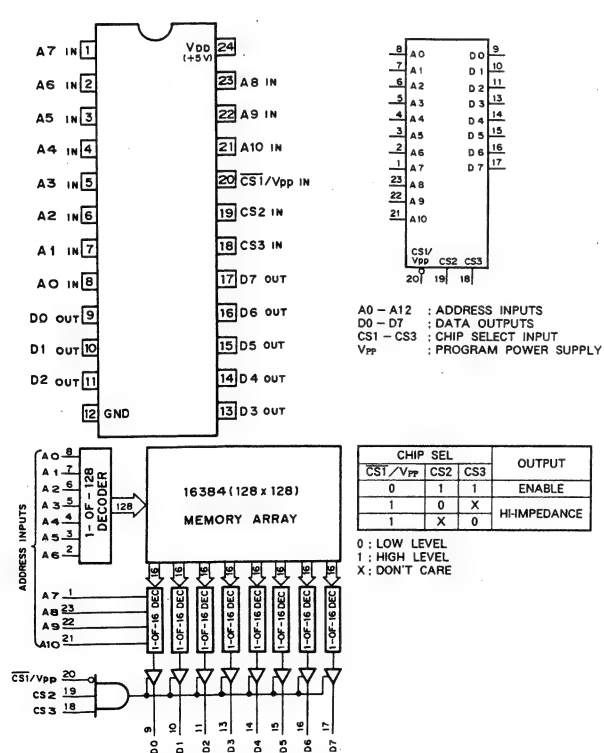 A7 IN 1
A6 IN 2
A5 IN 3
A4 IN 4
A3 IN 5
A2 IN 6
A1 IN 7
A0 IN 8
D0 OUT 9
D1 OUT 10
D2 OUT 11
12 GND
VDD 24
(+5V)
23 A8 IN
22 A9 IN
21 A10 IN
20 CS1/Vpp IN
19 CS2 IN
18 CS3 IN
17 D7 OUT
16 D6 OUT
15 D5 OUT
14 D4 OUT
13 D3 OUT
8 A0 D0 9
7 A1 D1 10
6 A2 D2 11
5 A3 D3 13
4 A4 D4 14
3 A5 D5 15
2 A6 D6 16
1 A7 D7 17
23 A8
22 A9
21 A10
CS1/
Vpp CS2 CS3
20 19 18
A0 – A12 : ADDRESS INPUTS
D0 – D7 : DATA OUTPUTS
CS1 – CS3 : CHIP SELECT INPUT
VPP : PROGRAM POWER SUPPLY
ADDRESS INPUTS
A0 8
A1 7
A2 6
A3 5
A4 4
A5 3
A6 2
1-OF-128
DECODER
128
16384 (128 x 128)
MEMORY ARRAY
16 16 16 16 16 16 16 16
A7 1
A8 23
A9 22
A10 21
1-OF-16 DEC 1-OF-16 DEC 1-OF-16 DEC 1-OF-16 DEC 1-OF-16 DEC 1-OF-16 DEC 1-OF-16 DEC 1-OF-16 DEC
CS1/Vpp 20
CS2 19
CS3 18
9 10 11 13 14 15 16 17
D0 D1 D2 D3 D4 D5 D6 D7
CHIP SEL OUTPUT
CS1/VPP CS2 CS3
0 1 1 ENABLE
1 0 X HI-IMPEDANCE
1 X 0
0 ; LOW LEVEL
1 ; HIGH LEVEL
X ; DON'T CARE